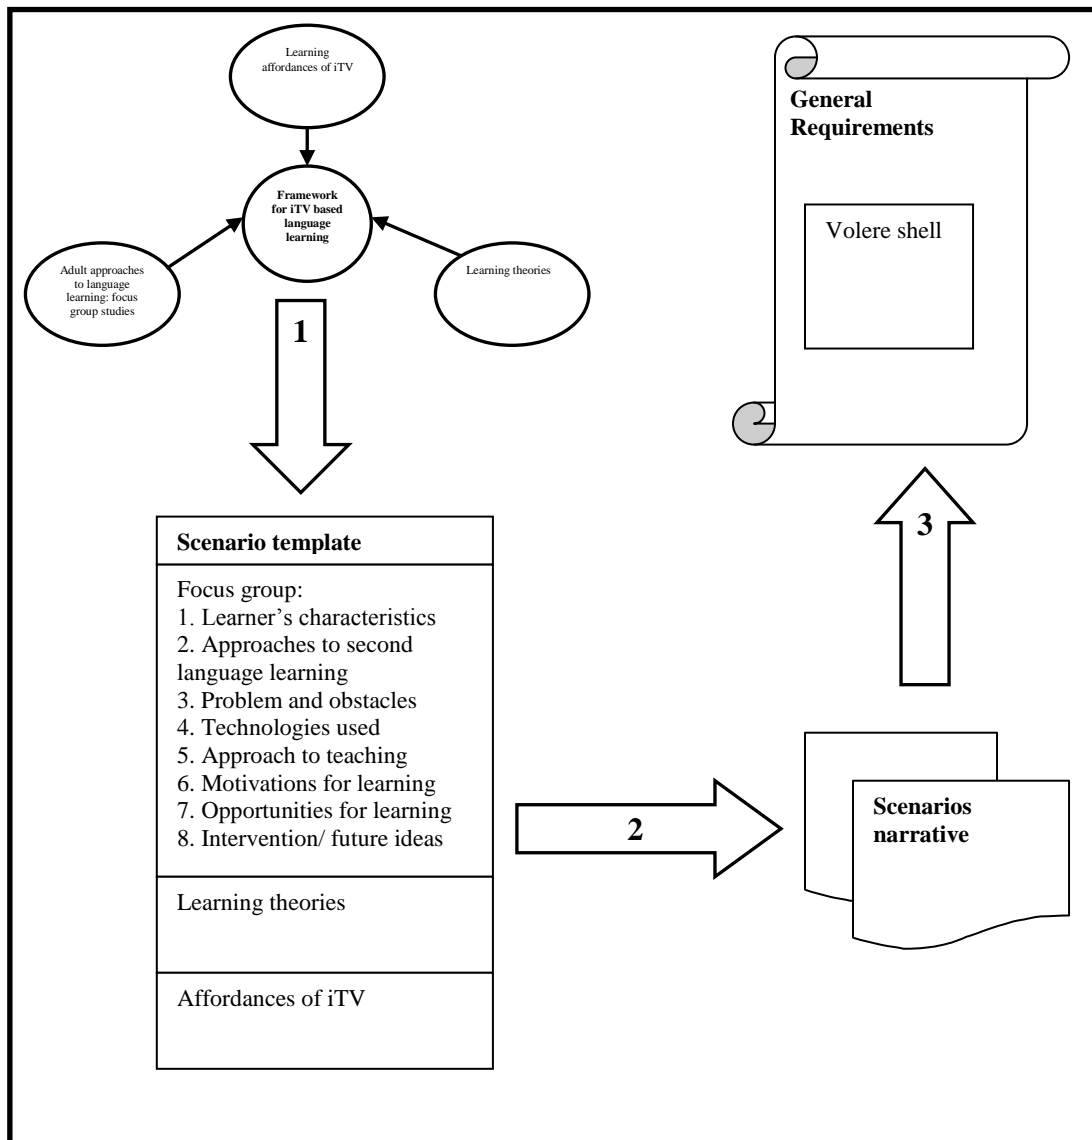 Learning
affordances of iTV
Framework
for iTV based
language
learning
Adult approaches
to language
learning: focus
group studies
Learning theories
1
Scenario template
Focus group:
1. Learner’s characteristics
2. Approaches to second
language learning
3. Problem and obstacles
4. Technologies used
5. Approach to teaching
6. Motivations for learning
7. Opportunities for learning
8. Intervention/ future ideas
Learning theories
Affordances of iTV
2
Scenarios
narrative
3
General
Requirements
Volere shell